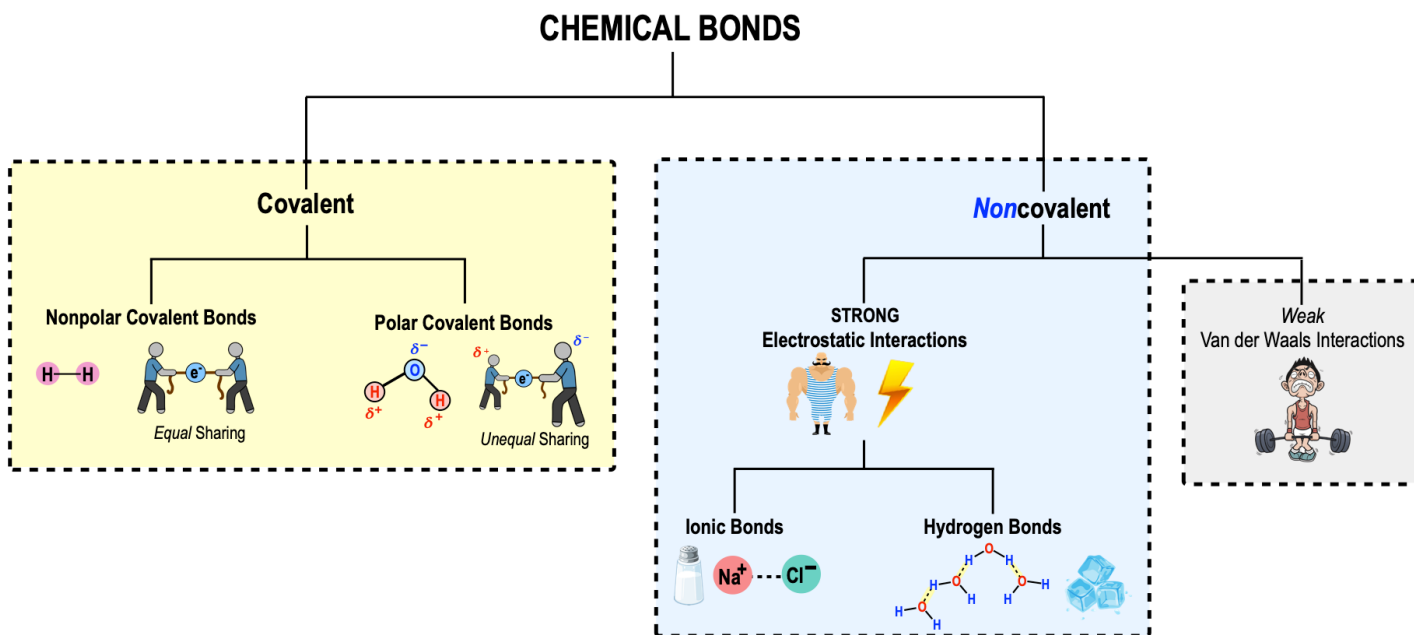 CHEMICAL BONDS
Covalent
Nonpolar Covalent Bonds
H H
e-
Equal Sharing
Polar Covalent Bonds
δ-
O
H
δ+
H
δ+
δ+
e-
δ-
Unequal Sharing
Noncovalent
STRONG
Electrostatic Interactions
Ionic Bonds
Na+ Cl-
Hydrogen Bonds
O
H H
H O O H
H H
H O
H
Weak
Van der Waals Interactions